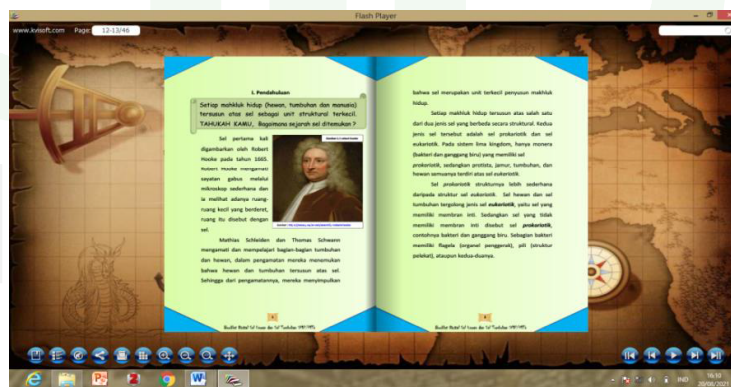 Flash Player
www.kvisoft.com Page: 12-13/46
I. Pendahuluan
Setiap mahkluk hidup (hewan, tumbuhan dan manusia)
tersusun atas sel sebagai unit struktural terkecil.
TAHUKAH KAMU, Bagaimana sejarah sel ditemukan ?
Sel pertama kali
digambarkan oleh Robert
Hooke pada tahun 1665.
Robert Hooke mengamati
sayatan gabus melalui
mikroskop sederhana dan
ia melihat adanya ruang-
ruang kecil yang berderet,
ruang itu disebut dengan
sel.
Mathias Schleiden dan Thomas Schwann
mengamati dan mempelajari bagian-bagian tumbuhan
dan hewan, dalam pengamatan mereka menemukan
bahwa hewan dan tumbuhan tersusun atas sel.
Sehingga dari pengamatannya, mereka menyimpulkan
bahwa sel merupakan unit terkecil penyusun makhluk
hidup.
Setiap makhluk hidup tersusun atas salah satu
dari dua jenis sel yang berbeda secara struktural. Kedua
jenis sel tersebut adalah sel prokariotik dan sel
eukariotik. Pada sistem lima kingdom, hanya monera
(bakteri dan ganggang biru) yang memiliki sel
prokariotik, sedangkan protista, jamur, tumbuhan, dan
hewan semuanya terdiri atas sel eukariotik.
Sel prokariotik strukturnya lebih sederhana
daripada struktur sel eukariotik. Sel hewan dan sel
tumbuhan tergolong jenis sel eukariotik, yaitu sel yang
memiliki membran inti. Sedangkan sel yang tidak
memiliki membran inti disebut sel prokariotik,
contohnya bakteri dan ganggang biru. Sebagian bakteri
memiliki flagela (organel penggerak), pili (struktur
pelekat), ataupun kedua-duanya.
IND
16:10
20/08/2021